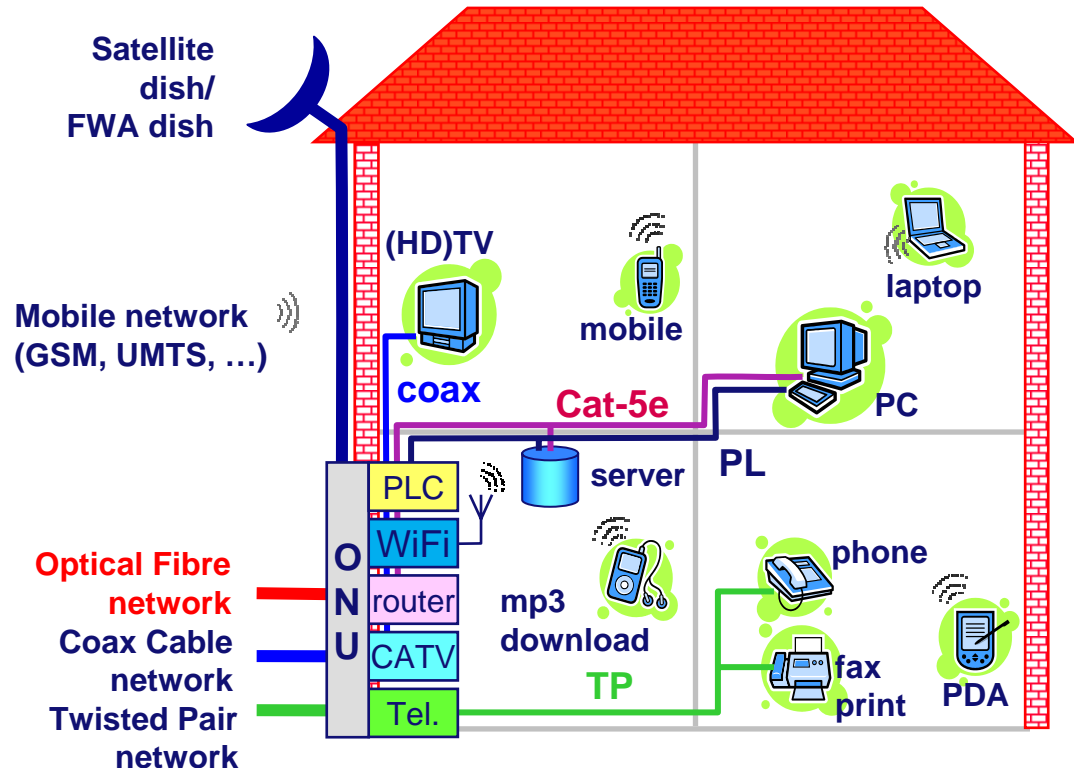 Satellite
dish/
FWA dish
(HD)TV
mobile
laptop
Mobile network
(GSM, UMTS, …)
coax
Cat-5e
PC
PL
server
PLC
WiFi
router
CATV
Tel.
O
N
U
Optical Fibre
network
Coax Cable
network
Twisted Pair
network
mp3
download
TP
phone
fax
print
PDA